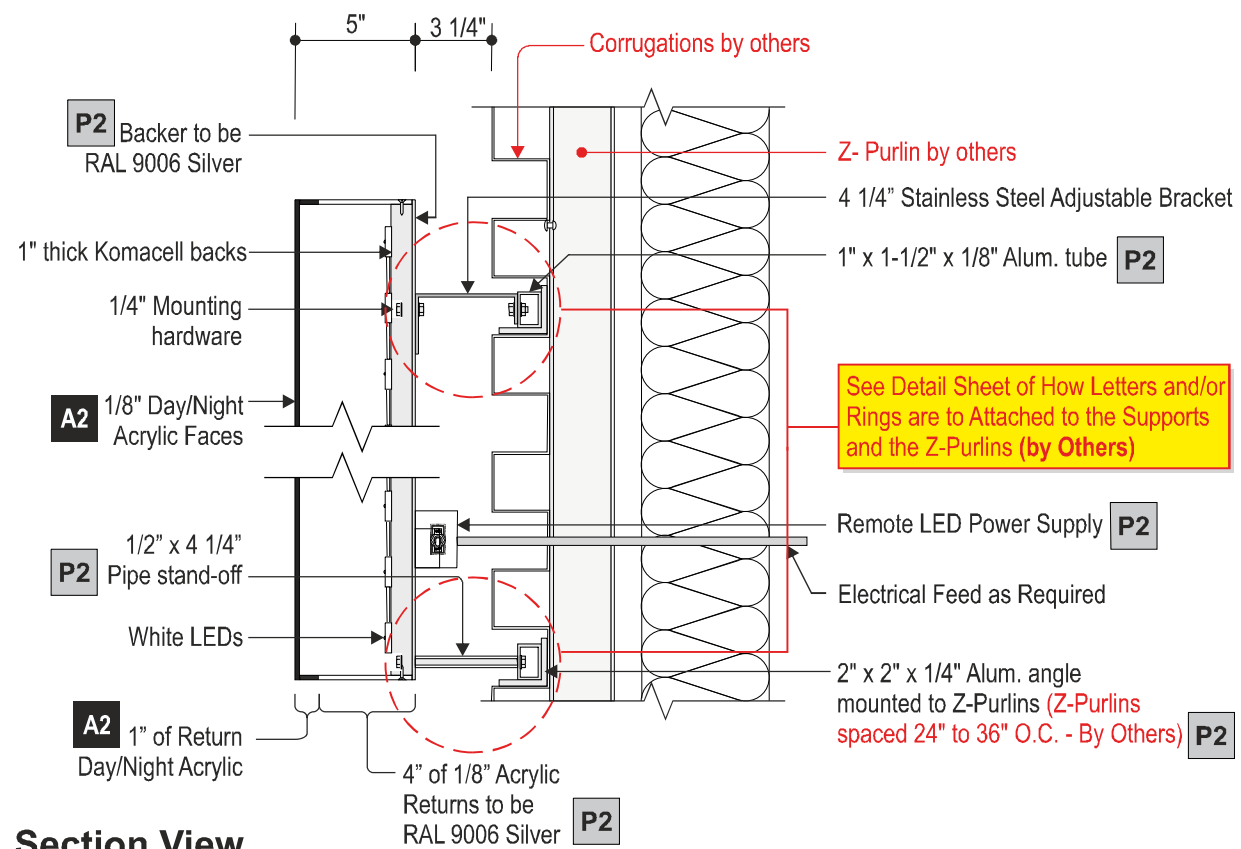 5"
3 1/4"
Corrugations by others
P2
Backer to be
RAL 9006 Silver
Z- Purlin by others
4 1/4” Stainless Steel Adjustable Bracket
1" thick Komacell backs
1" x 1-1/2" x 1/8" Alum. tube
P2
1/4" Mounting
hardware
A2
1/8" Day/Night
Acrylic Faces
See Detail Sheet of How Letters and/or
Rings are to Attached to the Supports
and the Z-Purlins (by Others)
Remote LED Power Supply
P2
1/2” x 4 1/4”
P2
Pipe stand-off
Electrical Feed as Required
White LEDs
2" x 2" x 1/4" Alum. angle
mounted to Z-Purlins (Z-Purlins
spaced 24" to 36" O.C. - By Others)
P2
A2
1” of Return
Day/Night Acrylic
4” of 1/8” Acrylic
Returns to be
RAL 9006 Silver
P2
Section View